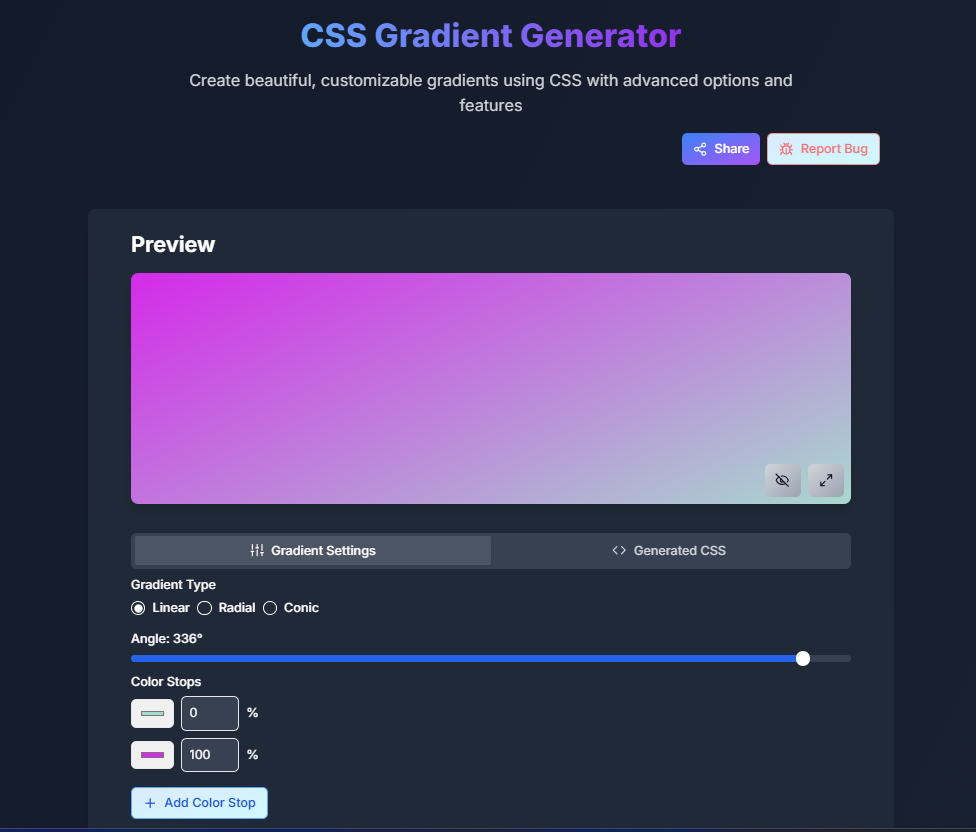 CSS Gradient Generator
Create beautiful, customizable gradients using CSS with advanced options and
features
Share Report Bug
Preview
Gradient Settings Generated CSS
Gradient Type
Linear Radial Conic
Angle: 336°
Color Stops
0 %
100 %
Add Color Stop